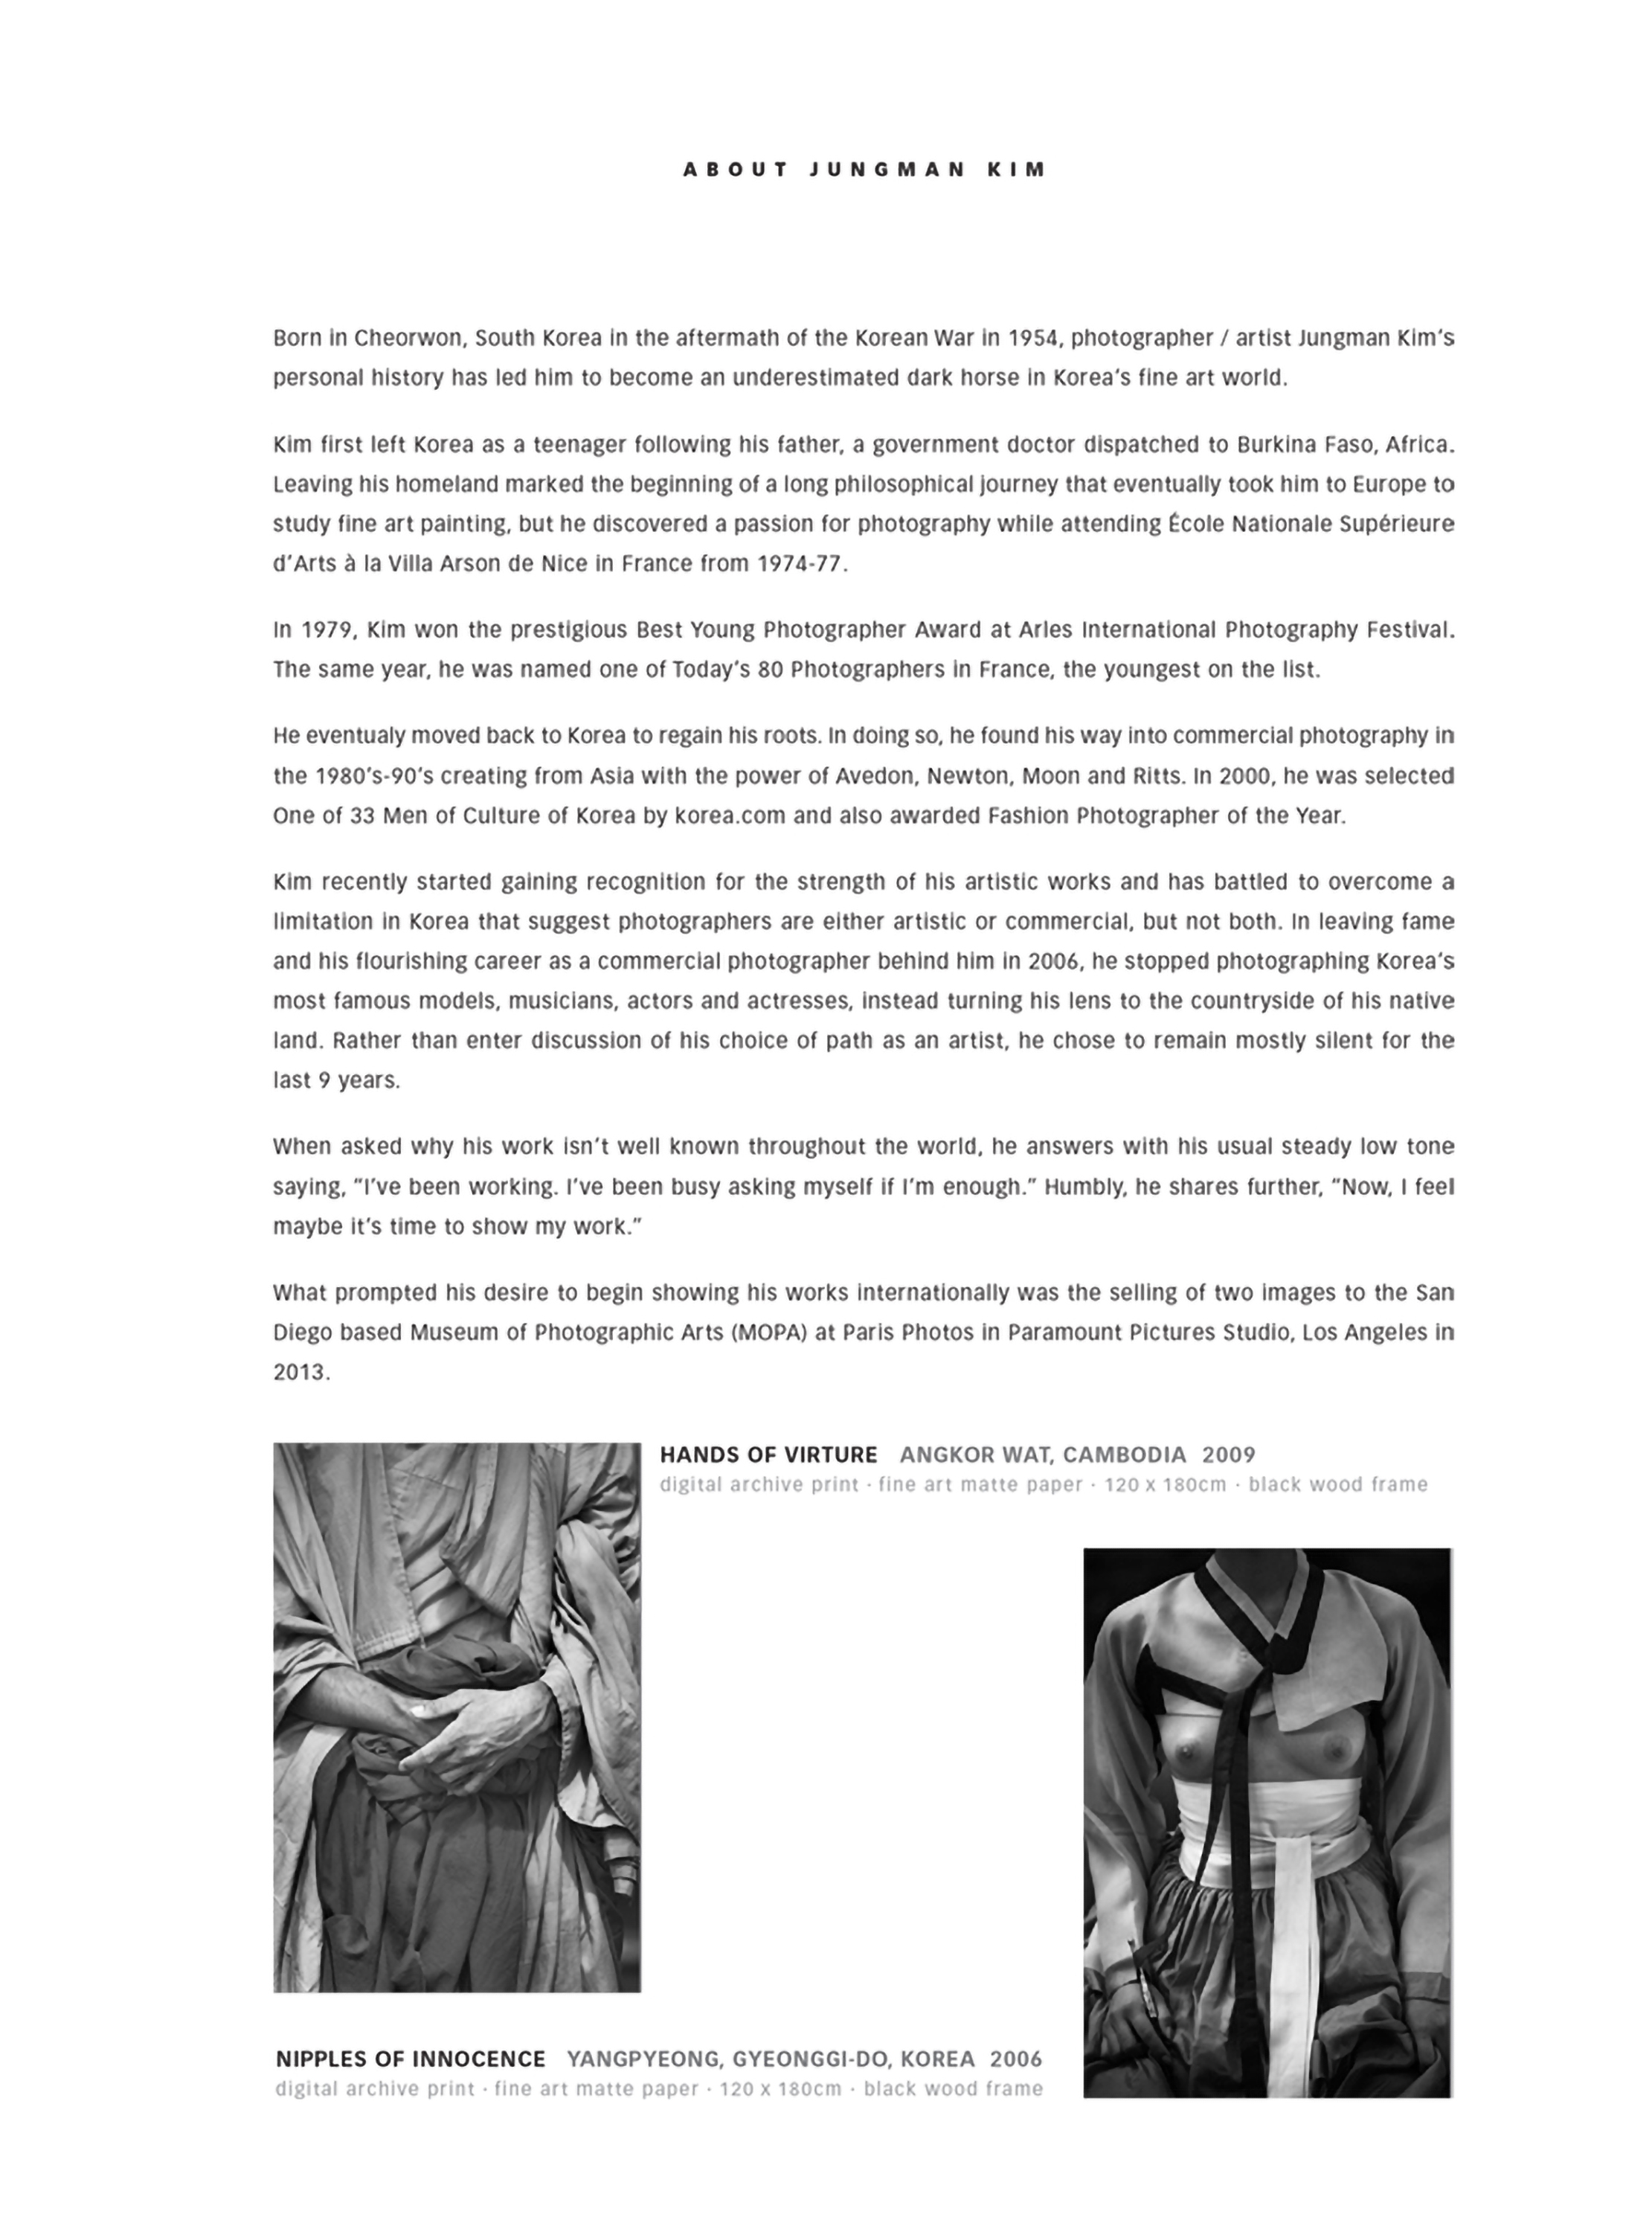 ABOUT JUNGMAN KIM
Born in Cheorwon, South Korea in the aftermath of the Korean War in 1954, photographer / artist Jungman Kim's
personal history has led him to become an underestimated dark horse in Korea's fine art world.
Kim first left Korea as a teenager following his father, a government doctor dispatched to Burkina Faso, Africa.
Leaving his homeland marked the beginning of a long philosophical journey that eventually took him to Europe to
study fine art painting, but he discovered a passion for photography while attending École Nationale Supérieure
d'Arts à la Villa Arson de Nice in France from 1974-77.
In 1979, Kim won the prestigious Best Young Photographer Award at Arles International Photography Festival.
The same year, he was named one of Today's 80 Photographers in France, the youngest on the list.
He eventualy moved back to Korea to regain his roots. In doing so, he found his way into commercial photography in
the 1980's-90's creating from Asia with the power of Avedon, Newton, Moon and Ritts. In 2000, he was selected
One of 33 Men of Culture of Korea by korea.com and also awarded Fashion Photographer of the Year.
Kim recently started gaining recognition for the strength of his artistic works and has battled to overcome a
limitation in Korea that suggest photographers are either artistic or commercial, but not both. In leaving fame
and his flourishing career as a commercial photographer behind him in 2006, he stopped photographing Korea's
most famous models, musicians, actors and actresses, instead turning his lens to the countryside of his native
land. Rather than enter discussion of his choice of path as an artist, he chose to remain mostly silent for the
last 9 years.
When asked why his work isn't well known throughout the world, he answers with his usual steady low tone
saying, "I've been working. I've been busy asking myself if I'm enough." Humbly, he shares further, "Now, I feel
maybe it's time to show my work."
What prompted his desire to begin showing his works internationally was the selling of two images to the San
Diego based Museum of Photographic Arts (MOPA) at Paris Photos in Paramount Pictures Studio, Los Angeles in
2013.
HANDS OF VIRTURE ANGKOR WAT, CAMBODIA 2009
digital archive print · fine art matte paper · 120 x 180cm · black wood frame
NIPPLES OF INNOCENCE YANGPYEONG, GYEONGGI-DO, KOREA 2006
digital archive print · fine art matte paper · 120 x 180cm · black wood frame